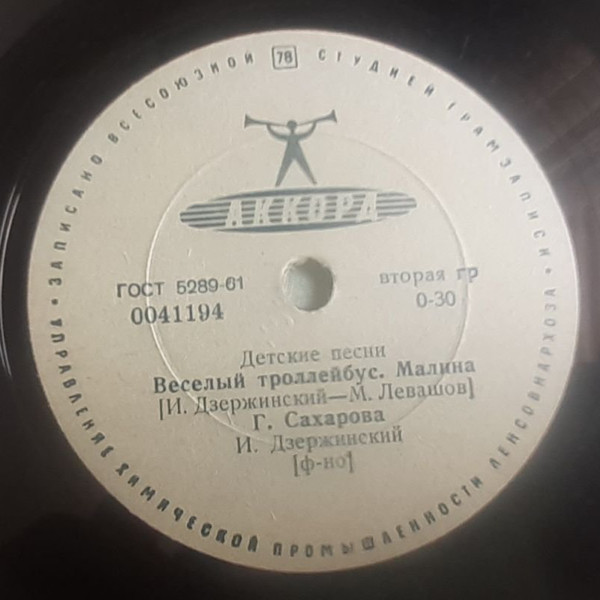 ЗАПИСАНО ВСЕСОЮЗНОЙ 78 СТУДИЕЙ ГРАМЗАПИСИ
АККОРД
ГОСТ 5289-61
вторая гр
0041194
0-30
Детские песни
Веселый троллейбус. Малина
[И. Дзержинский—М. Левашов]
Г. Сахарова
И. Дзержинский
[ф-но]
УПРАВЛЕНИЕ ХИМИЧЕСКОЙ ПРОМЫШЛЕННОСТИ ЛЕНСОВНАРХОЗА